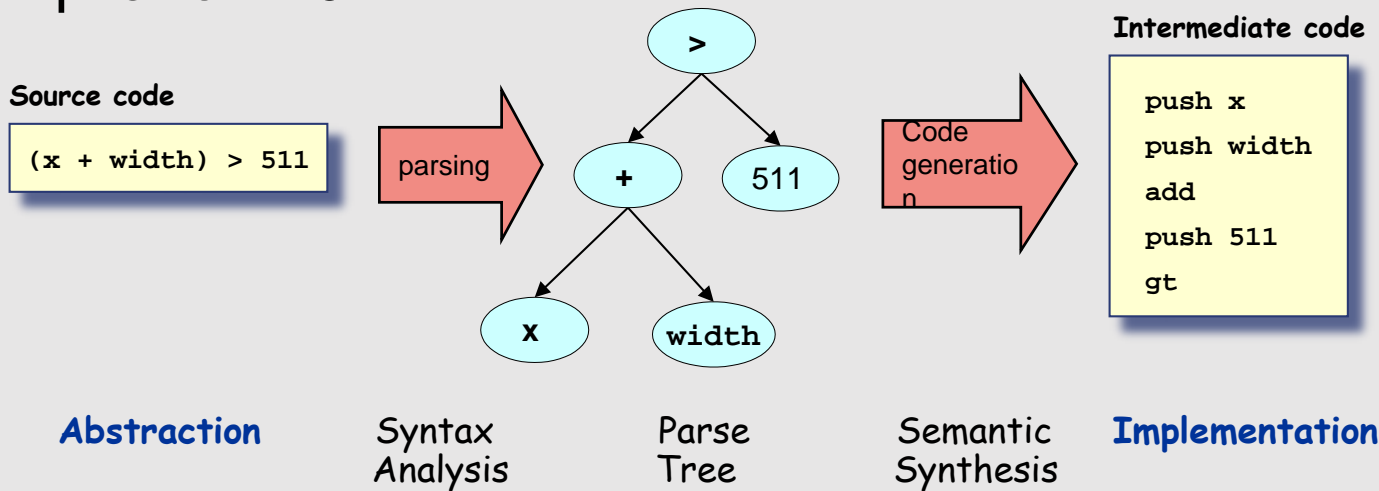 Source code
(x + width) > 511
parsing
>
+
511
x
width
Code
generatio
n
Intermediate code
push x
push width
add
push 511
gt
Abstraction
Syntax
Analysis
Parse
Tree
Semantic
Synthesis
Implementation